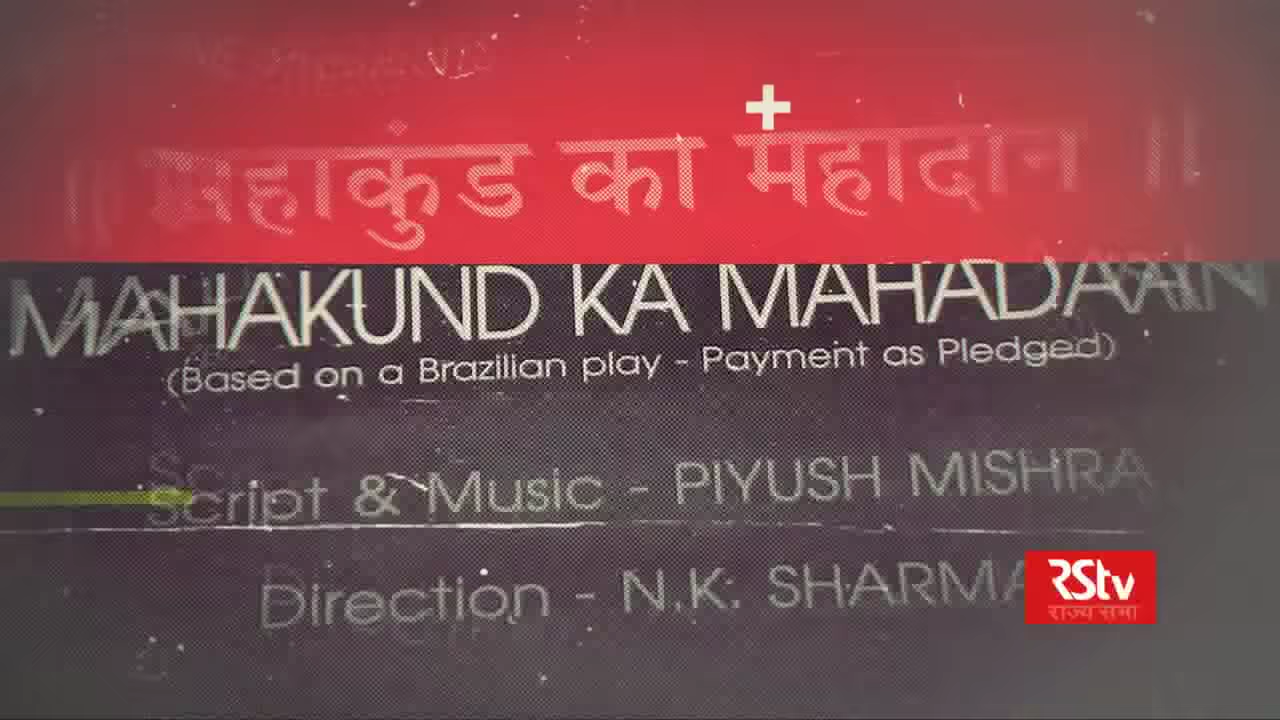 || महाकुंड का महादान ||
MAHAKUND KA MAHADAAN
(Based on a Brazilian play - Payment as Pledged)
Script & Music - PIYUSH MISHRA
Direction - N.K. SHARMA
RStv
राज्य सभा